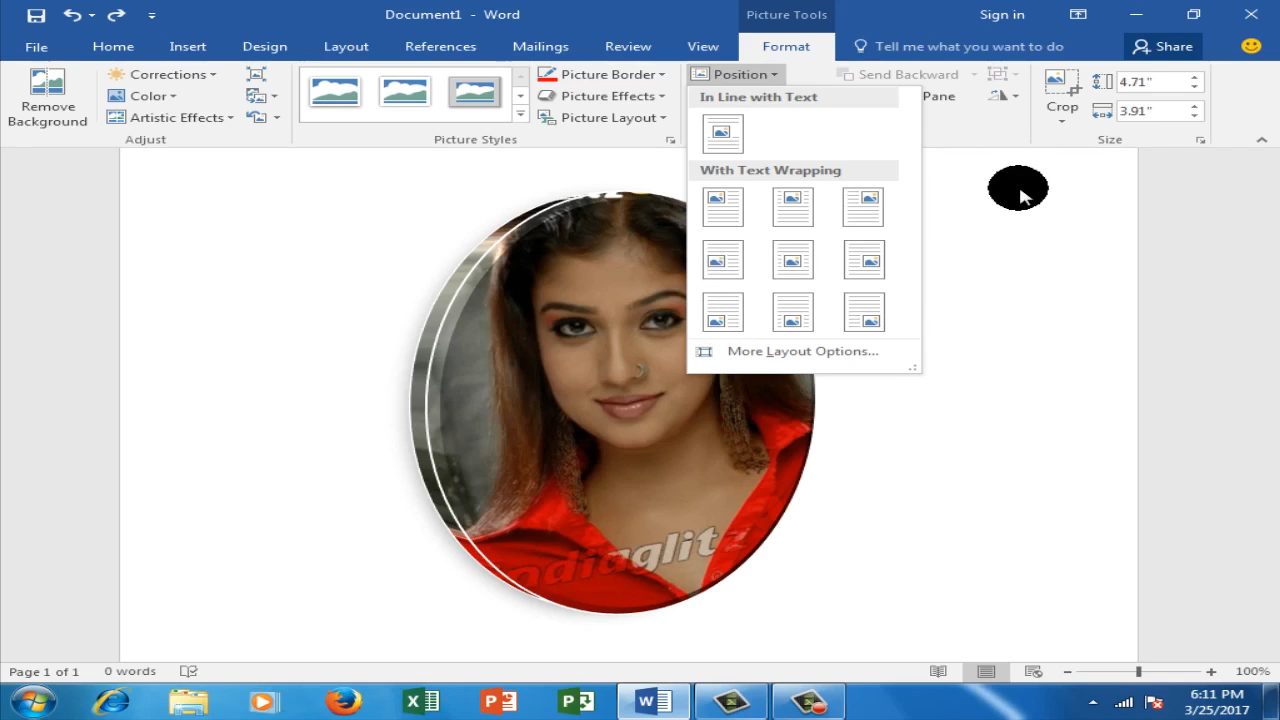 Document1 - Word
Picture Tools
Sign in
File Home Insert Design Layout References Mailings Review View Format Tell me what you want to do Share
Remove Background
Corrections
Color
Artistic Effects
Adjust
Picture Styles
Picture Border
Picture Effects
Picture Layout
Position
Send Backward
Pane
Crop
4.71"
3.91"
Size
In Line with Text
With Text Wrapping
More Layout Options...
diaglitz
Page 1 of 1 0 words
100%
6:11 PM
3/25/2017